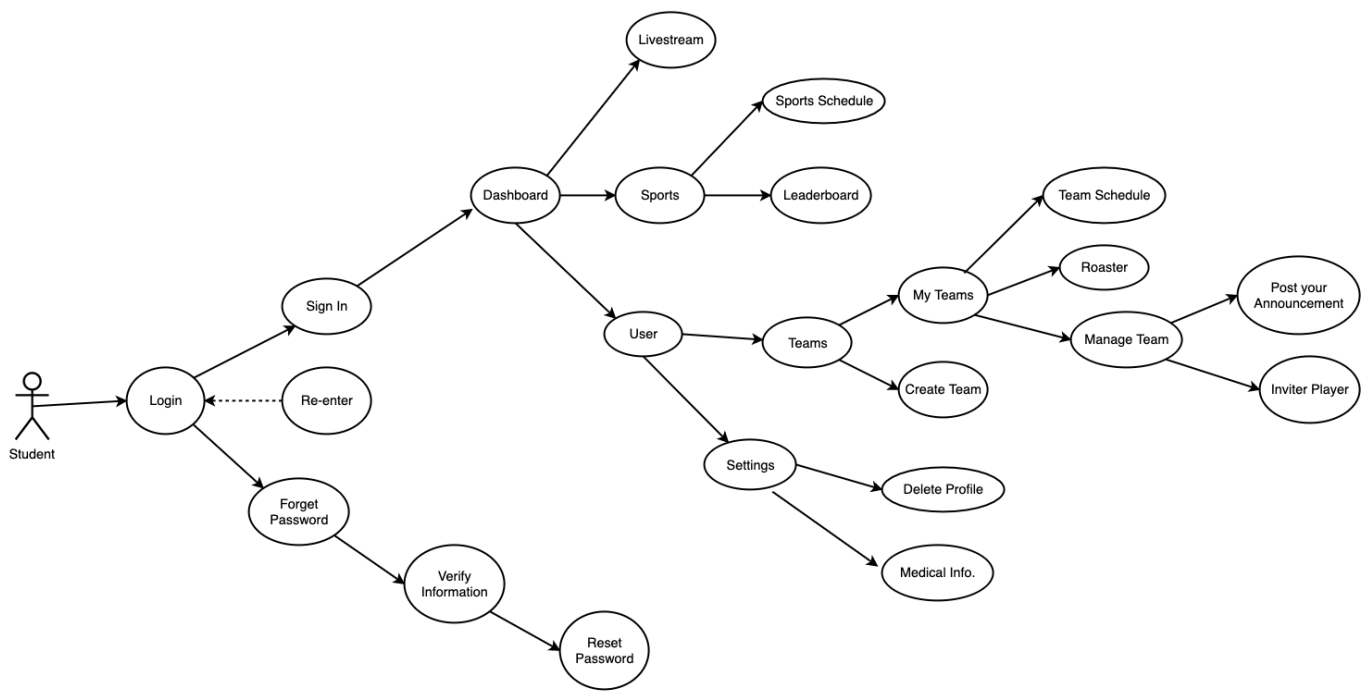 Livestream
Sports Schedule
Dashboard
Sports
Leaderboard
Team Schedule
Roaster
My Teams
Post your
Announcement
Sign In
User
Teams
Manage Team
Create Team
Inviter Player
Login
Re-enter
Student
Settings
Delete Profile
Forget
Password
Medical Info.
Verify
Information
Reset
Password